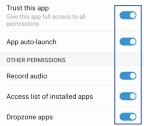 Trust this app
Give this app full access to all
permissions
App auto-launch
OTHER PERMISSIONS
Record audio
Access list of installed apps
Dropzone apps